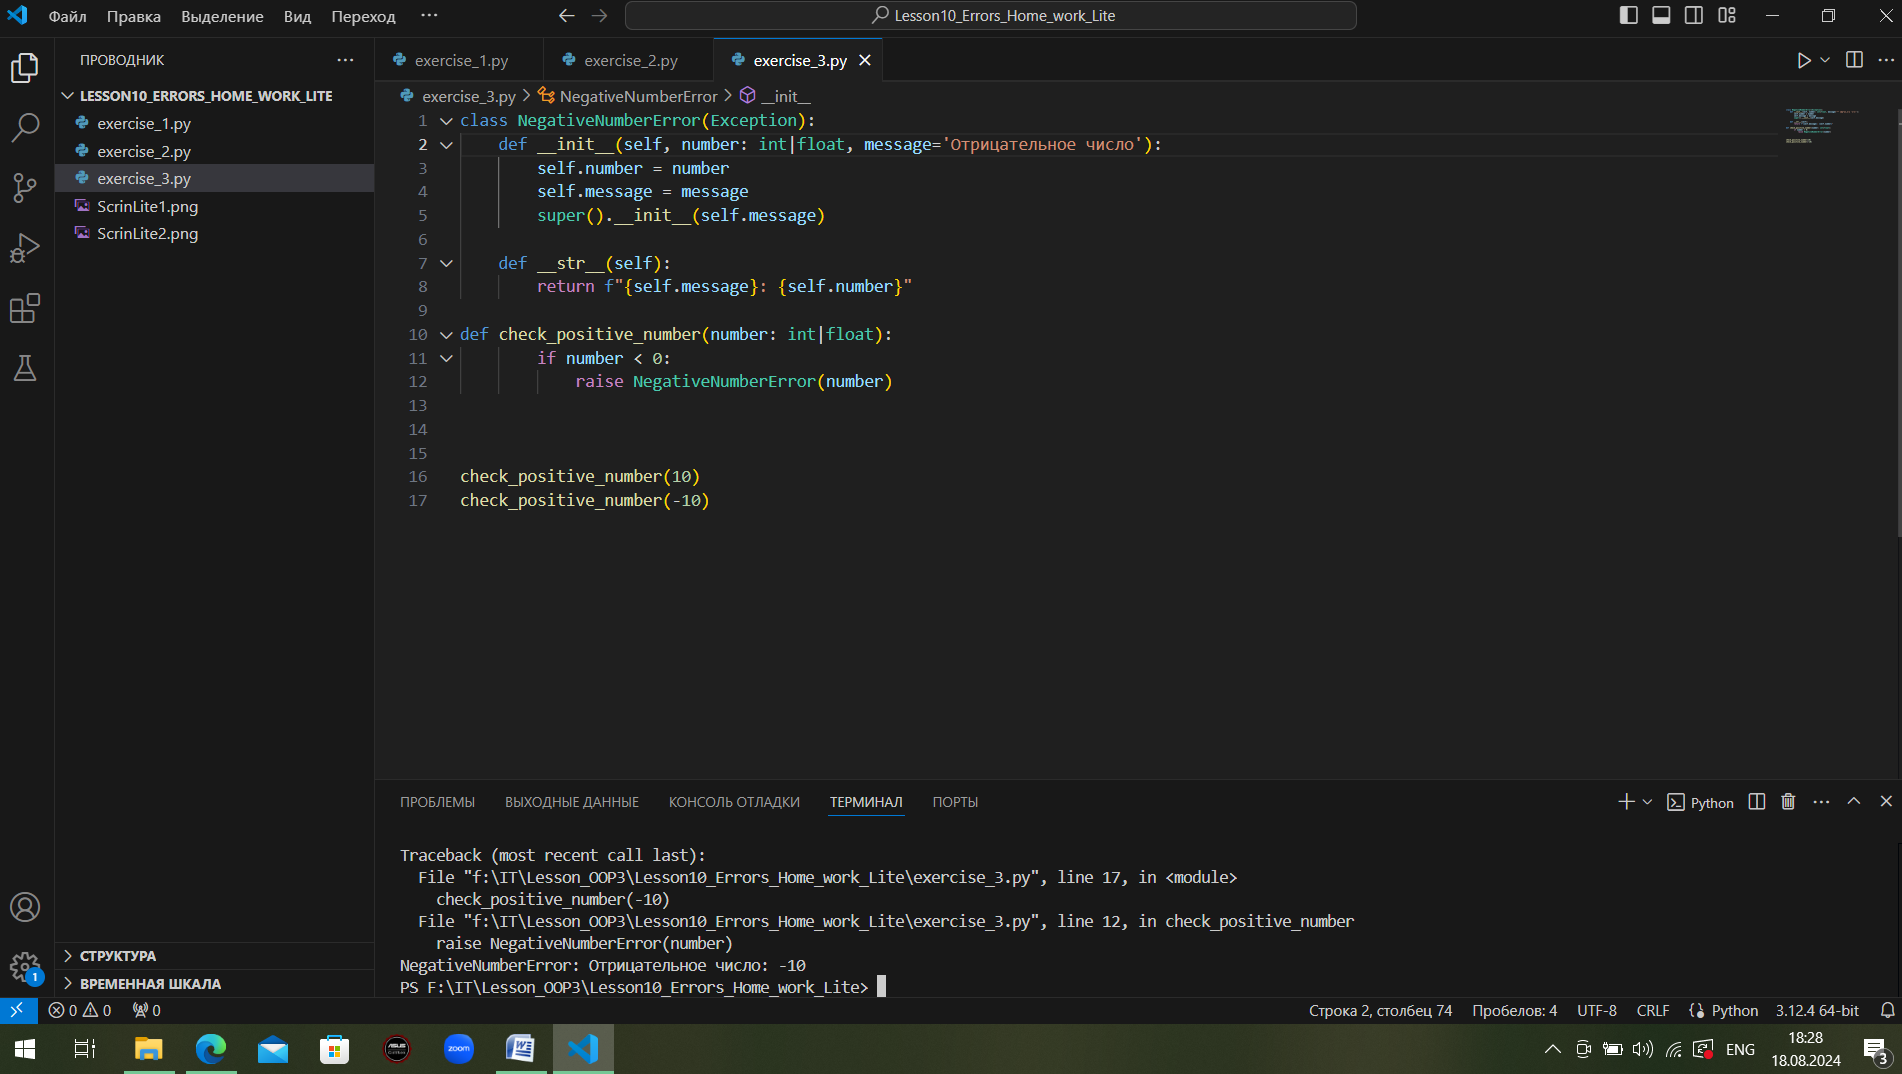 Файл Правка Выделение Вид Переход ··· Lesson10_Errors_Home_work_Lite
ПРОВОДНИК ···
LESSON10_ERRORS_HOME_WORK_LITE
exercise_1.py
exercise_2.py
exercise_3.py
ScrinLite1.png
ScrinLite2.png
СТРУКТУРА
ВРЕМЕННАЯ ШКАЛА
1
exercise_1.py exercise_2.py exercise_3.py
exercise_3.py > NegativeNumberError > __init__
1 class NegativeNumberError(Exception):
2 def __init__(self, number: int|float, message='Отрицательное число'):
3 self.number = number
4 self.message = message
5 super().__init__(self.message)
6
7 def __str__(self):
8 return f"{self.message}: {self.number}"
9
10 def check_positive_number(number: int|float):
11 if number < 0:
12 raise NegativeNumberError(number)
13
14
15
16 check_positive_number(10)
17 check_positive_number(-10)
ПРОБЛЕМЫ ВЫХОДНЫЕ ДАННЫЕ КОНСОЛЬ ОТЛАДКИ ТЕРМИНАЛ ПОРТЫ Python
Traceback (most recent call last):
File "f:\IT\Lesson_OOP3\Lesson10_Errors_Home_work_Lite\exercise_3.py", line 17, in <module>
check_positive_number(-10)
File "f:\IT\Lesson_OOP3\Lesson10_Errors_Home_work_Lite\exercise_3.py", line 12, in check_positive_number
raise NegativeNumberError(number)
NegativeNumberError: Отрицательное число: -10
PS F:\IT\Lesson_OOP3\Lesson10_Errors_Home_work_Lite>
0 0 0 Строка 2, столбец 74 Пробелов: 4 UTF-8 CRLF Python 3.12.4 64-bit
zoom ENG 18:28
18.08.2024 3